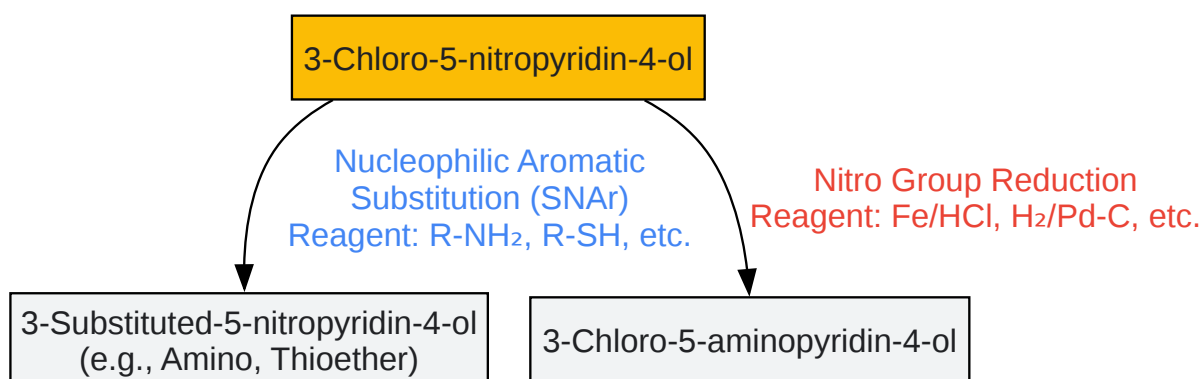 3-Chloro-5-nitropyridin-4-ol
Nucleophilic Aromatic
Substitution (SNAr)
Reagent: R-NH₂, R-SH, etc.
Nitro Group Reduction
Reagent: Fe/HCl, H₂/Pd-C, etc.
3-Substituted-5-nitropyridin-4-ol
(e.g., Amino, Thioether)
3-Chloro-5-aminopyridin-4-ol